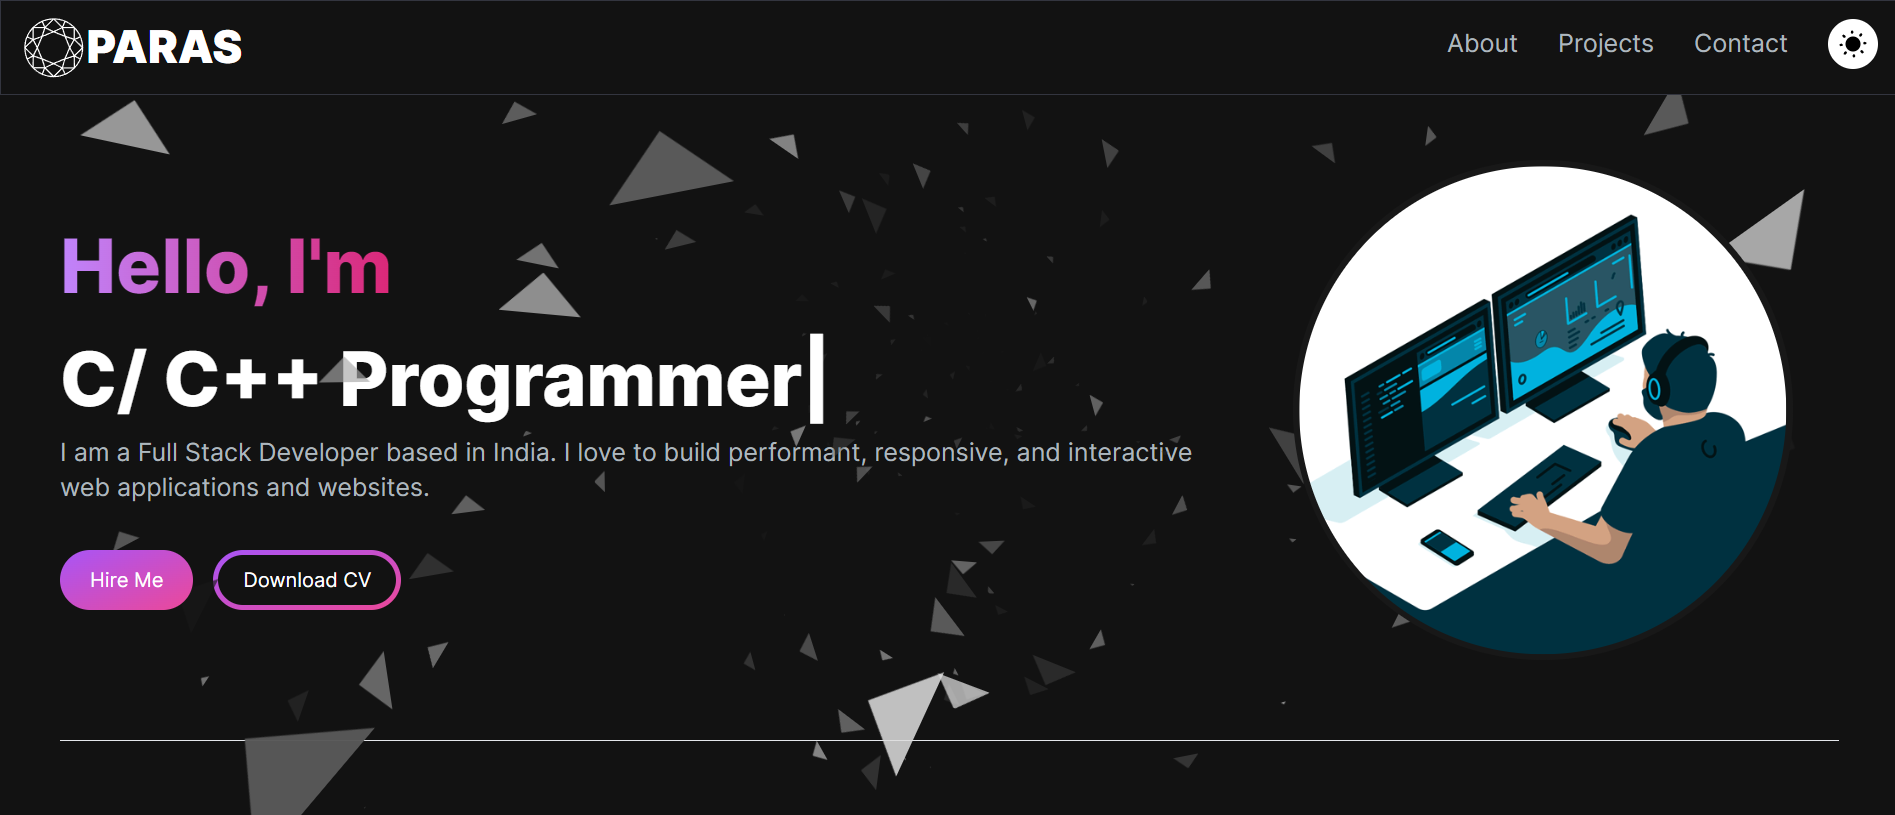 PARAS
About Projects Contact
Hello, I'm
C/ C++ Programmer
I am a Full Stack Developer based in India. I love to build performant, responsive, and interactive
web applications and websites.
Hire Me Download CV